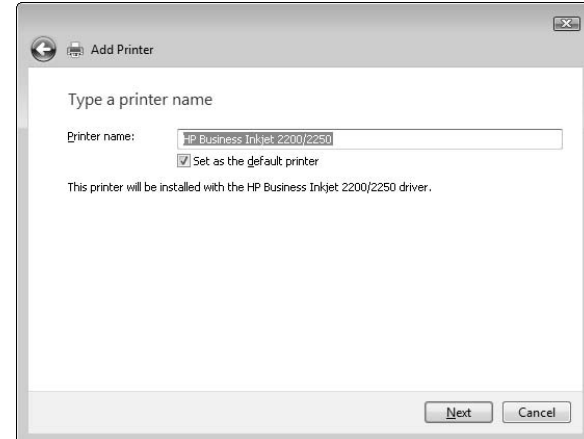 Add Printer
Type a printer name
Printer name: HP Business Inkjet 2200/2250
Set as the default printer
This printer will be installed with the HP Business Inkjet 2200/2250 driver.
Next Cancel